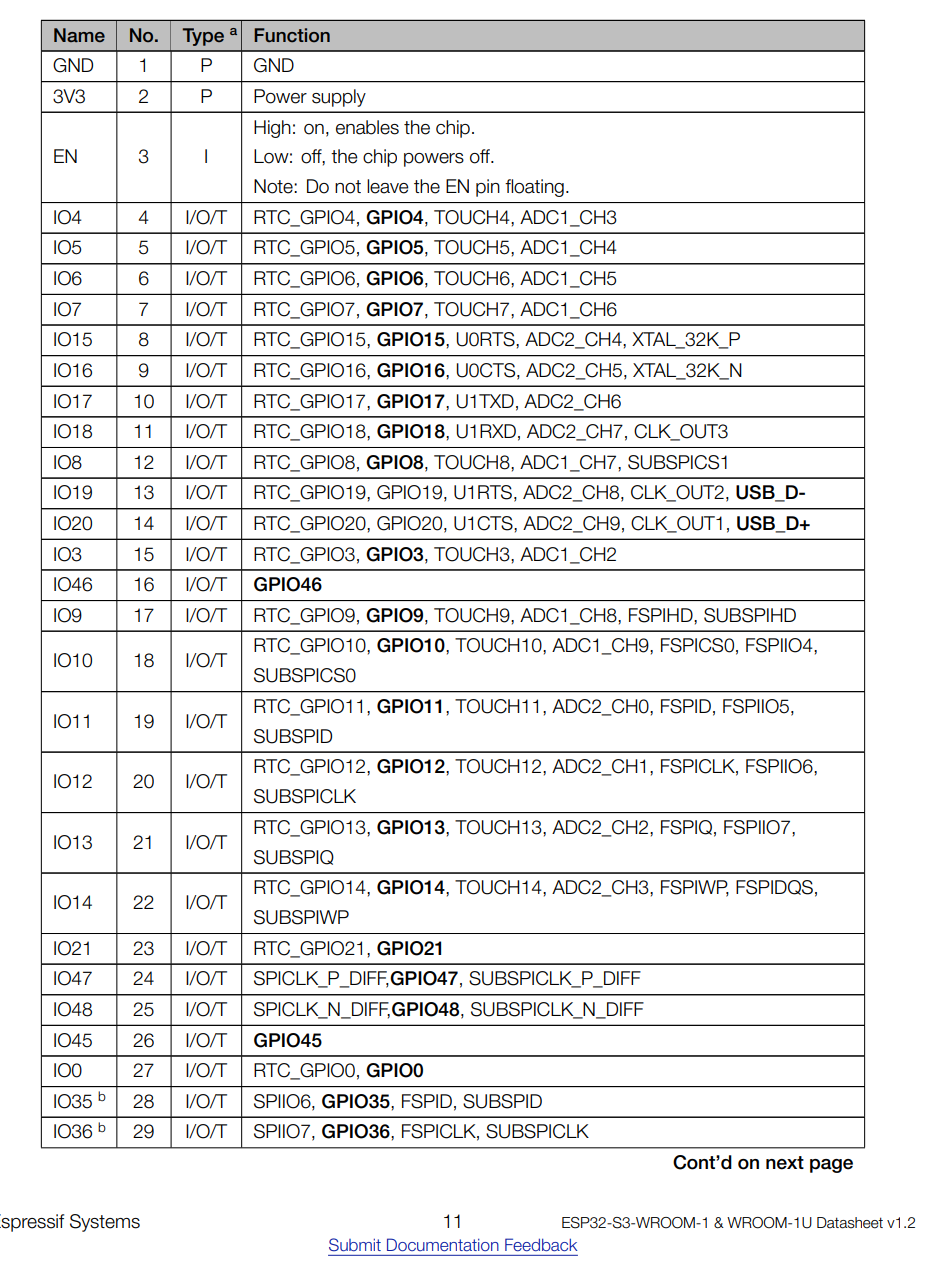 Name No. Type a Function
GND 1 P GND
3V3 2 P Power supply
High: on, enables the chip.
EN 3 I Low: off, the chip powers off.
Note: Do not leave the EN pin floating.
IO4 4 I/O/T RTC_GPIO4, GPIO4, TOUCH4, ADC1_CH3
IO5 5 I/O/T RTC_GPIO5, GPIO5, TOUCH5, ADC1_CH4
IO6 6 I/O/T RTC_GPIO6, GPIO6, TOUCH6, ADC1_CH5
IO7 7 I/O/T RTC_GPIO7, GPIO7, TOUCH7, ADC1_CH6
IO15 8 I/O/T RTC_GPIO15, GPIO15, U0RTS, ADC2_CH4, XTAL_32K_P
IO16 9 I/O/T RTC_GPIO16, GPIO16, U0CTS, ADC2_CH5, XTAL_32K_N
IO17 10 I/O/T RTC_GPIO17, GPIO17, U1TXD, ADC2_CH6
IO18 11 I/O/T RTC_GPIO18, GPIO18, U1RXD, ADC2_CH7, CLK_OUT3
IO8 12 I/O/T RTC_GPIO8, GPIO8, TOUCH8, ADC1_CH7, SUBSPICS1
IO19 13 I/O/T RTC_GPIO19, GPIO19, U1RTS, ADC2_CH8, CLK_OUT2, USB_D-
IO20 14 I/O/T RTC_GPIO20, GPIO20, U1CTS, ADC2_CH9, CLK_OUT1, USB_D+
IO3 15 I/O/T RTC_GPIO3, GPIO3, TOUCH3, ADC1_CH2
IO46 16 I/O/T GPIO46
IO9 17 I/O/T RTC_GPIO9, GPIO9, TOUCH9, ADC1_CH8, FSPIHD, SUBSPIHD
IO10 18 I/O/T RTC_GPIO10, GPIO10, TOUCH10, ADC1_CH9, FSPICS0, FSPIIO4,
SUBSPICS0
IO11 19 I/O/T RTC_GPIO11, GPIO11, TOUCH11, ADC2_CH0, FSPID, FSPIIO5,
SUBSPID
IO12 20 I/O/T RTC_GPIO12, GPIO12, TOUCH12, ADC2_CH1, FSPICLK, FSPIIO6,
SUBSPICLK
IO13 21 I/O/T RTC_GPIO13, GPIO13, TOUCH13, ADC2_CH2, FSPIQ, FSPIIO7,
SUBSPIQ
IO14 22 I/O/T RTC_GPIO14, GPIO14, TOUCH14, ADC2_CH3, FSPIWP, FSPIDQS,
SUBSPIWP
IO21 23 I/O/T RTC_GPIO21, GPIO21
IO47 24 I/O/T SPICLK_P_DIFF,GPIO47, SUBSPICLK_P_DIFF
IO48 25 I/O/T SPICLK_N_DIFF,GPIO48, SUBSPICLK_N_DIFF
IO45 26 I/O/T GPIO45
IO0 27 I/O/T RTC_GPIO0, GPIO0
IO35 b 28 I/O/T SPIIO6, GPIO35, FSPID, SUBSPID
IO36 b 29 I/O/T SPIIO7, GPIO36, FSPICLK, SUBSPICLK
Cont'd on next page
Espressif Systems 11 ESP32-S3-WROOM-1 & WROOM-1U Datasheet v1.2
Submit Documentation Feedback